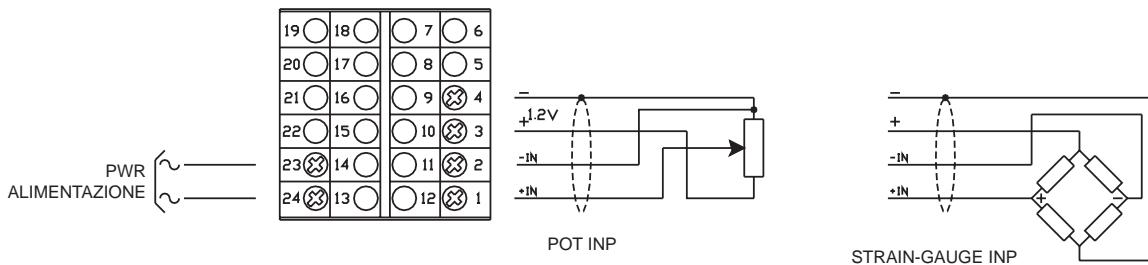 19 18 7 6
20 17 8 5
21 16 9 4
22 15 10 3
23 14 11 2
24 13 12 1
PWR
ALIMENTAZIONE
−
+ 1.2V
-IN
+IN
POT INP
−
+
-IN
+IN
+ −
STRAIN-GAUGE INP